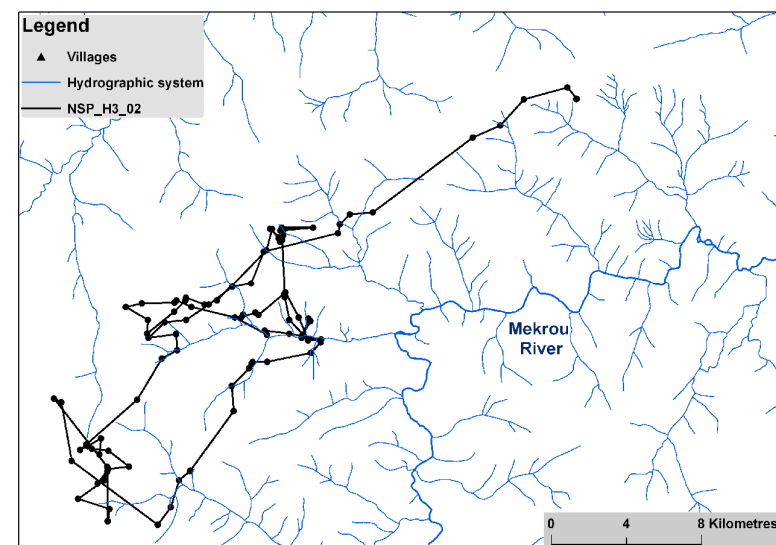 Legend
Villages
Hydrographic system
NSP_H3_02
Mekrou
River
0 4 8 Kilometres